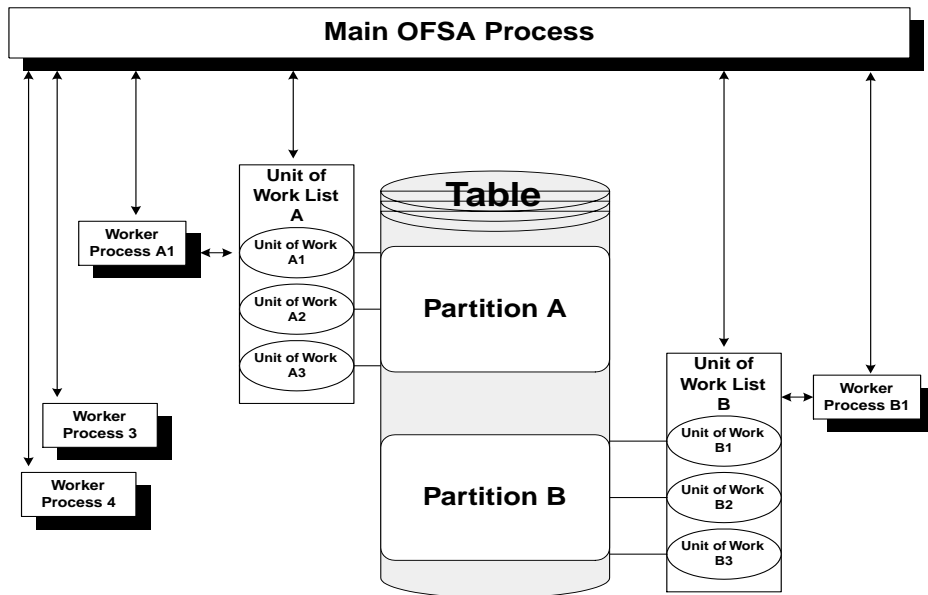 Main OFSA Process
Unit of
Work List
A
Table
Worker
Process A1
Unit of Work
A1
Unit of Work
A2
Unit of Work
A3
Partition A
Unit of
Work List
B
Worker
Process B1
Worker
Process 3
Worker
Process 4
Partition B
Unit of Work
B1
Unit of Work
B2
Unit of Work
B3